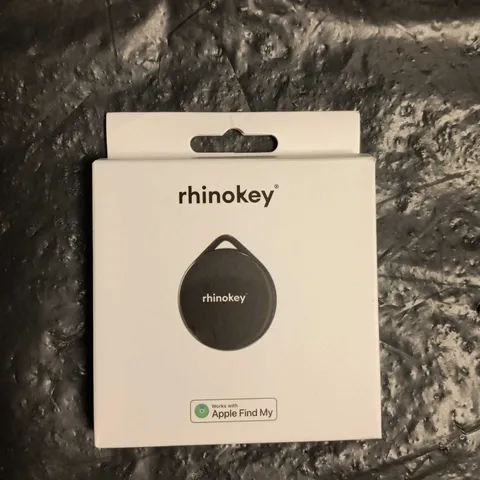 rhinokey®
rhinokey
Works with
Apple Find My